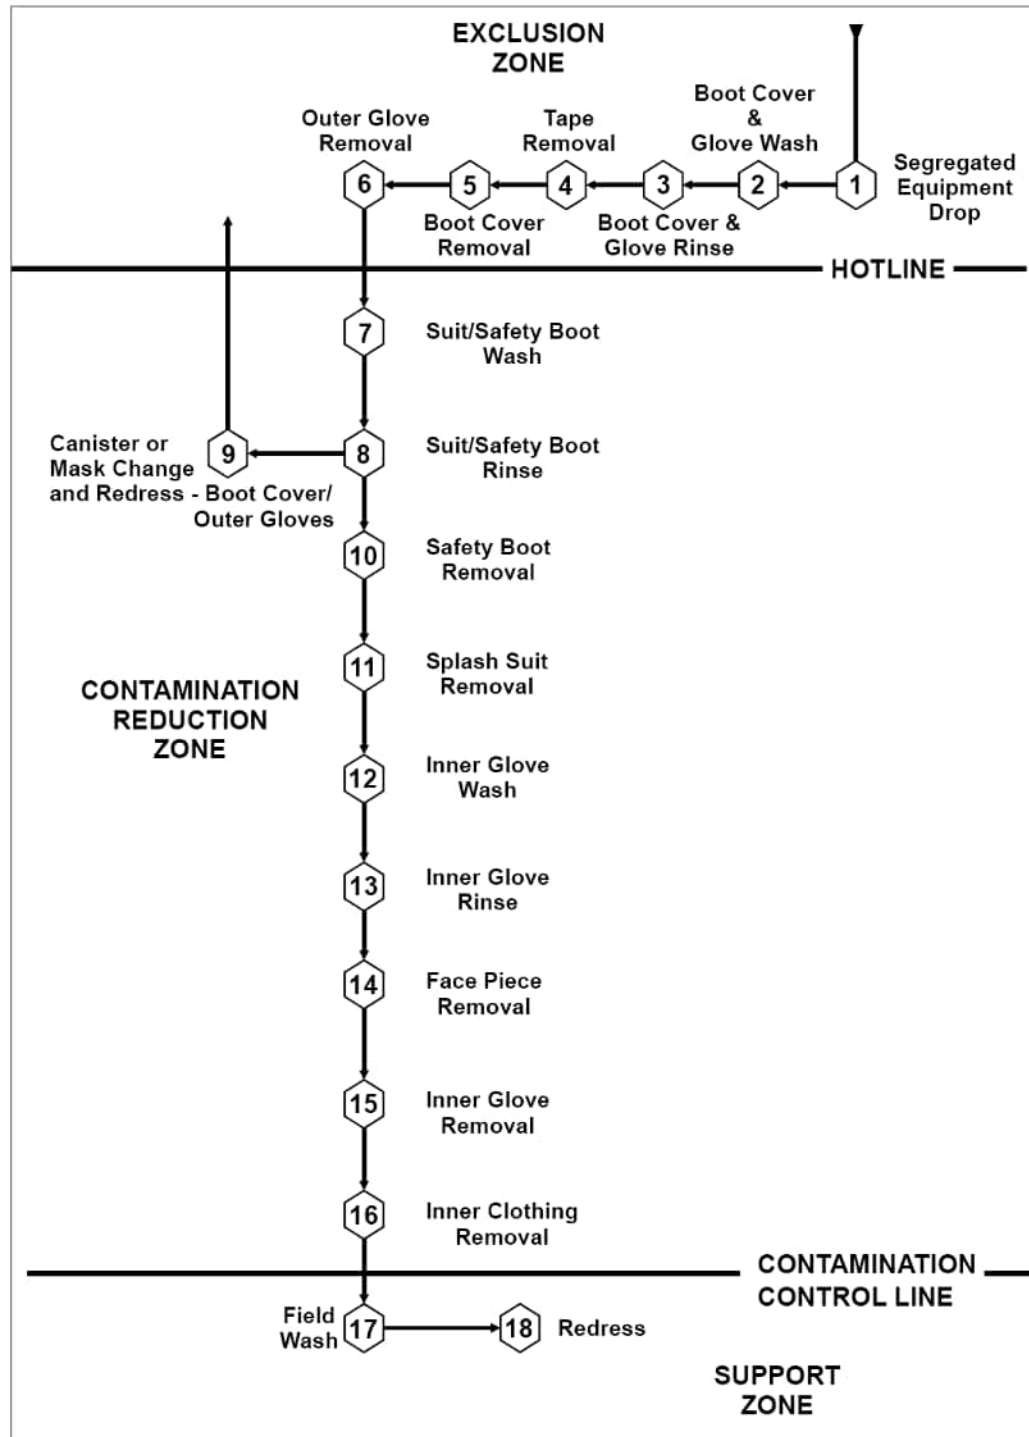 EXCLUSION
ZONE
Boot Cover
&
Glove Wash
Outer Glove
Removal
Tape
Removal
Segregated
Equipment
Drop
6
5
4
3
2
1
Boot Cover
Removal
Boot Cover &
Glove Rinse
HOTLINE
7
Suit/Safety Boot
Wash
Canister or
Mask Change
and Redress - Boot Cover/
Outer Gloves
9
8
Suit/Safety Boot
Rinse
10
Safety Boot
Removal
11
Splash Suit
Removal
CONTAMINATION
REDUCTION
ZONE
12
Inner Glove
Wash
13
Inner Glove
Rinse
14
Face Piece
Removal
15
Inner Glove
Removal
16
Inner Clothing
Removal
CONTAMINATION
CONTROL LINE
Field
Wash
17
18
Redress
SUPPORT
ZONE